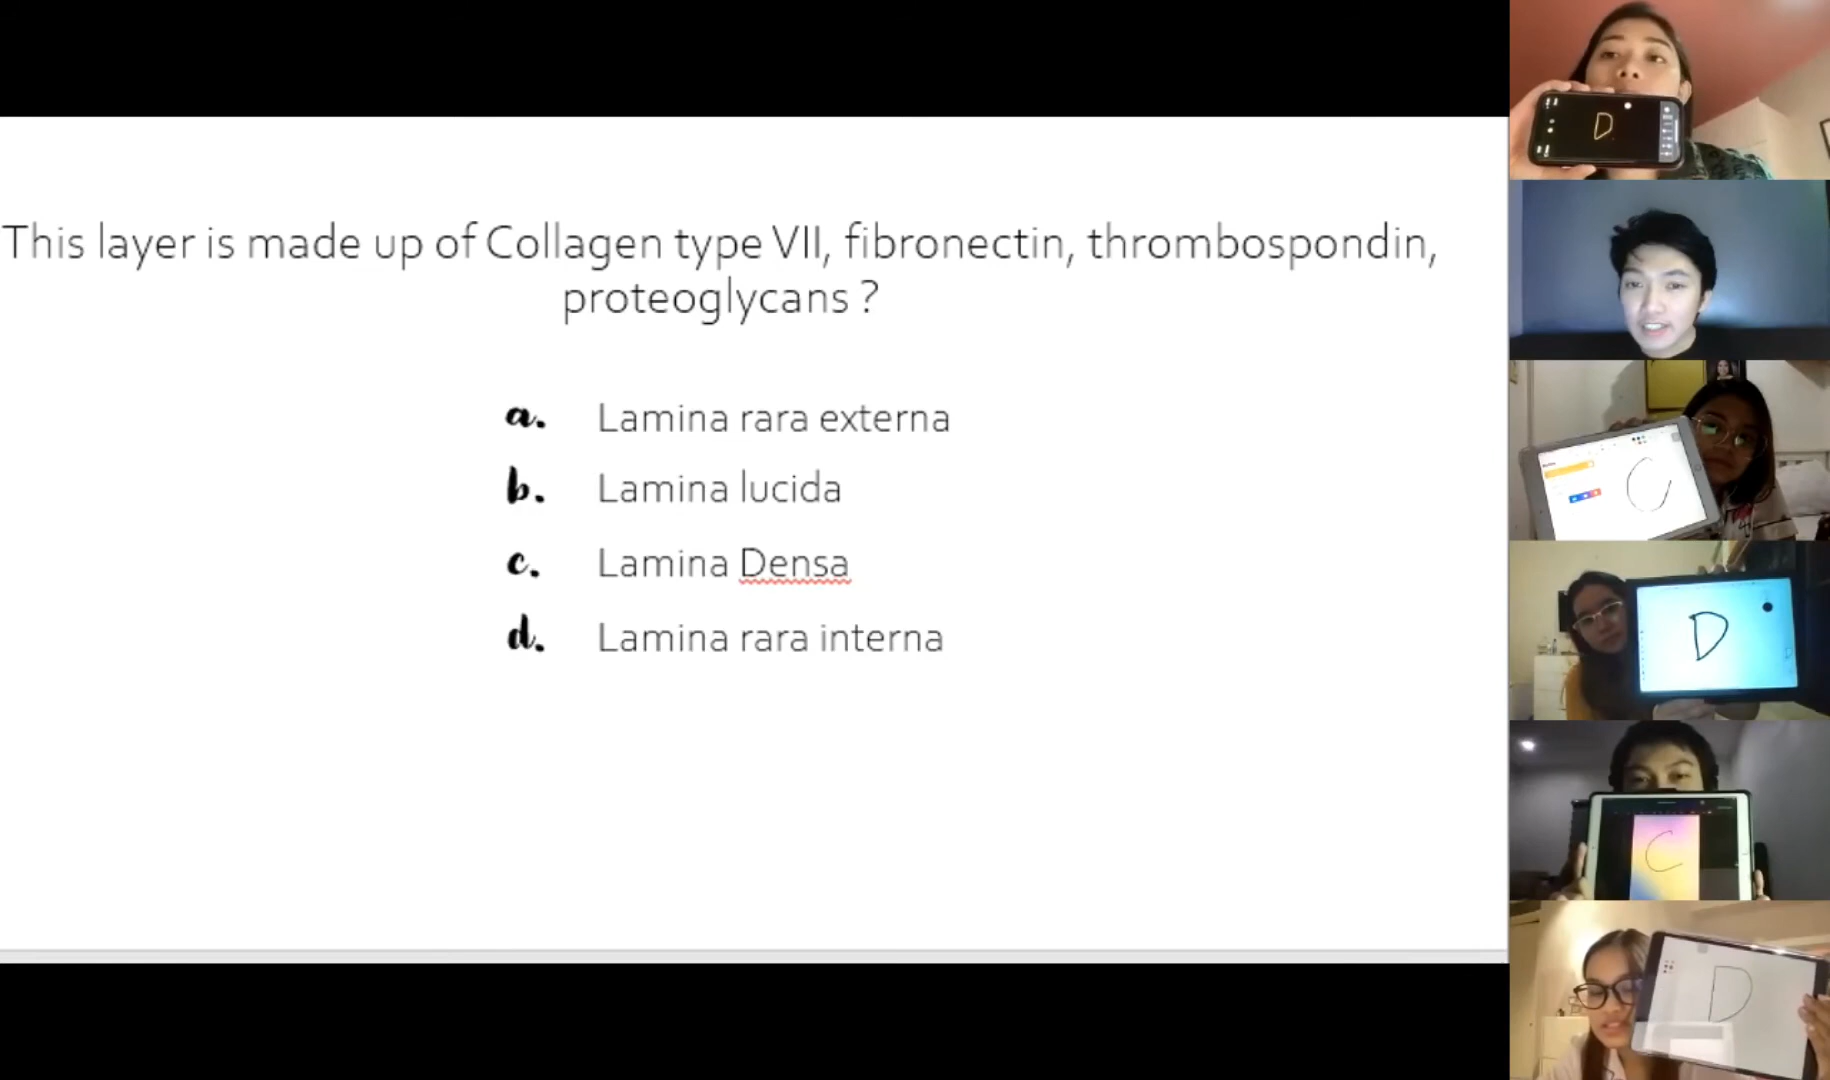 This layer is made up of Collagen type VII, fibronectin, thrombospondin,
proteoglycans ?
a. Lamina rara externa
b. Lamina lucida
c. Lamina Densa
d. Lamina rara interna
D
C
D
C
D